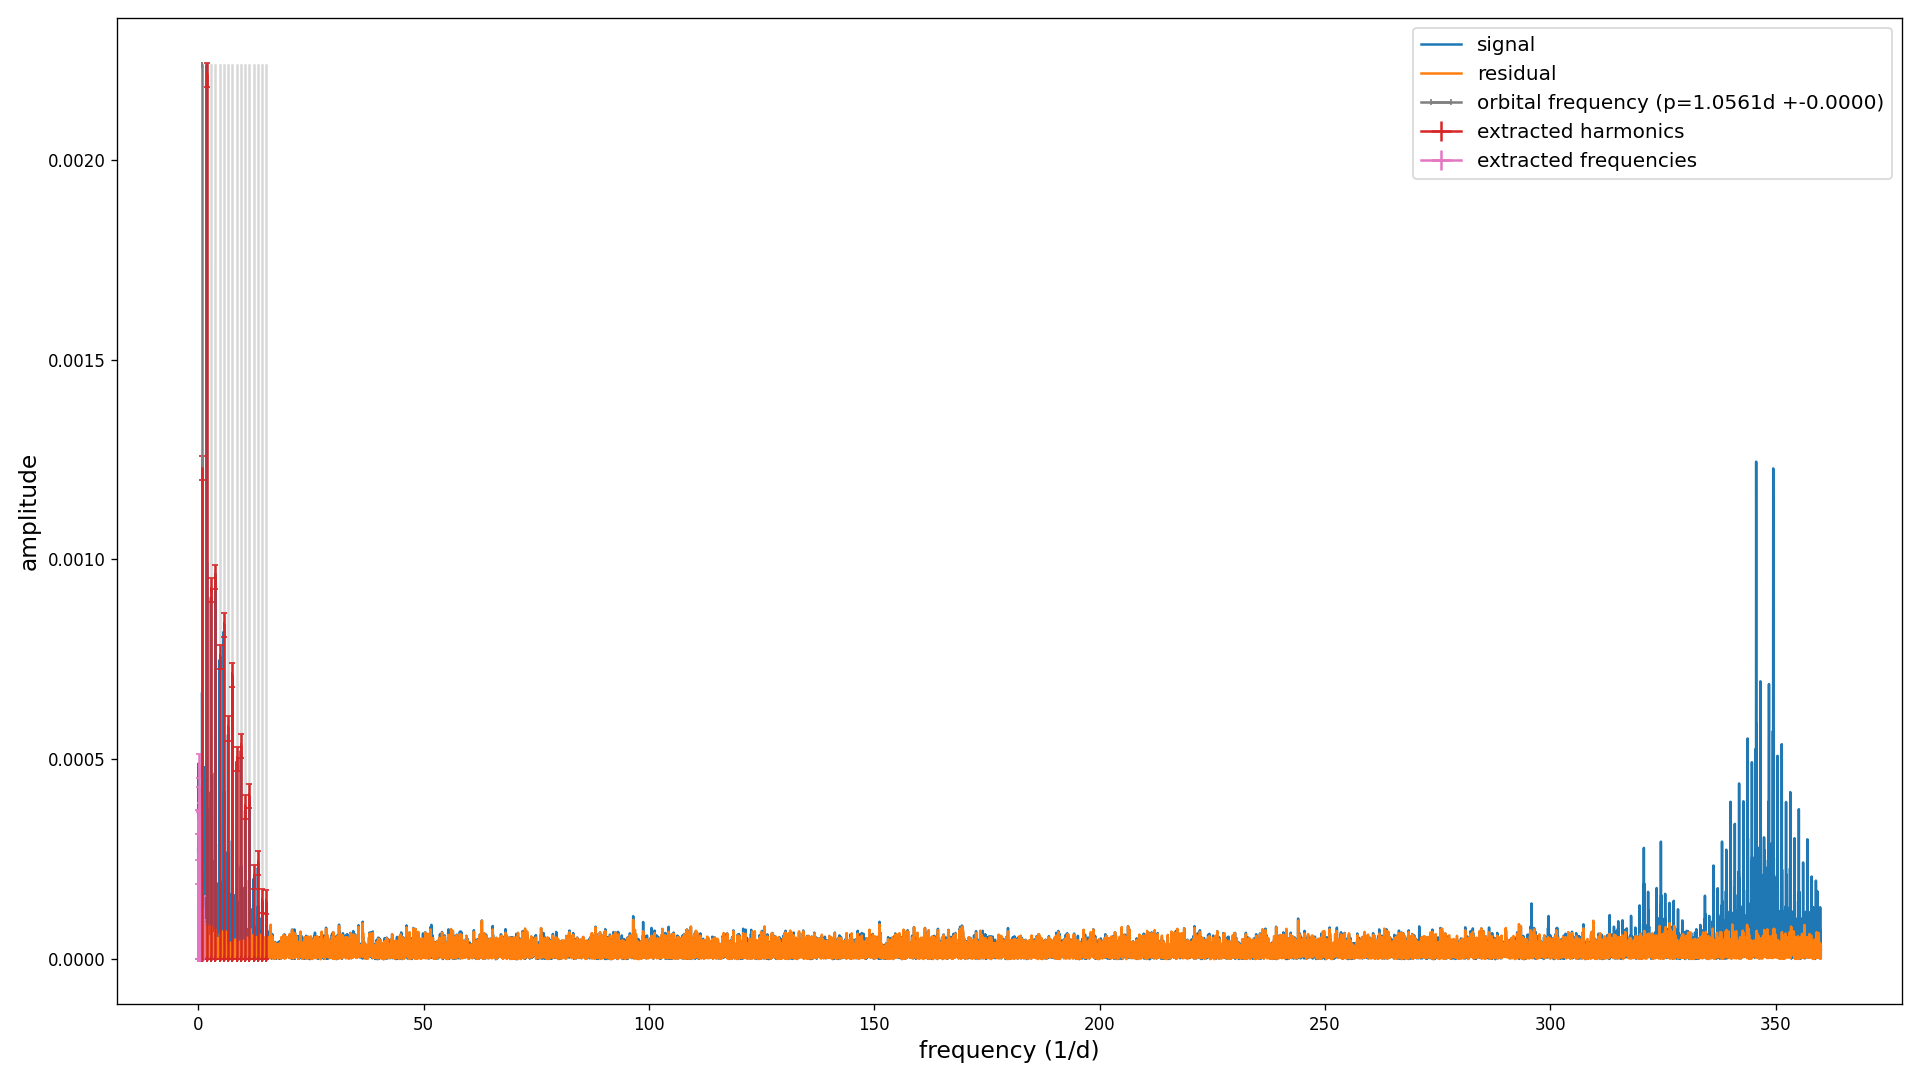 signal
residual
orbital frequency (p=1.0561d +-0.0000)
extracted harmonics
extracted frequencies
amplitude
0.0020
0.0015
0.0010
0.0005
0.0000
0 50 100 150 200 250 300 350
frequency (1/d)